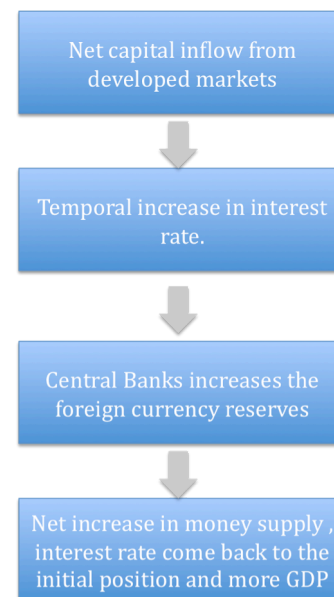 Net capital inflow from
developed markets
Temporal increase in interest
rate.
Central Banks increases the
foreign currency reserves
Net increase in money supply ,
interest rate come back to the
initial position and more GDP